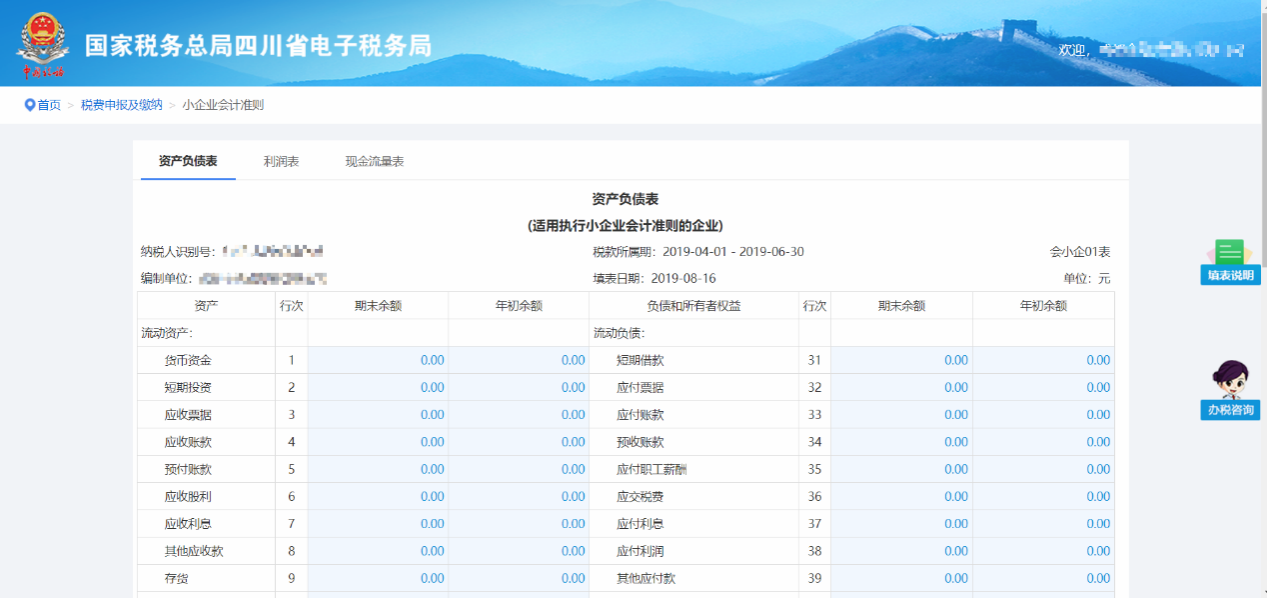 国家税务总局四川省电子税务局
欢迎,
中国税务
首页 > 税费申报及缴纳 > 小企业会计准则
资产负债表 利润表 现金流量表
资产负债表
(适用执行小企业会计准则的企业)
纳税人识别号: 税款所属期: 2019-04-01 - 2019-06-30 会小企01表
编制单位: 填表日期: 2019-08-16 单位: 元
资产 行次 期末余额 年初余额 负债和所有者权益 行次 期末余额 年初余额
流动资产: 流动负债:
货币资金 1 0.00 0.00 短期借款 31 0.00 0.00
短期投资 2 0.00 0.00 应付票据 32 0.00 0.00
应收票据 3 0.00 0.00 应付账款 33 0.00 0.00
应收账款 4 0.00 0.00 预收账款 34 0.00 0.00
预付账款 5 0.00 0.00 应付职工薪酬 35 0.00 0.00
应收股利 6 0.00 0.00 应交税费 36 0.00 0.00
应收利息 7 0.00 0.00 应付利息 37 0.00 0.00
其他应收款 8 0.00 0.00 应付利润 38 0.00 0.00
存货 9 0.00 0.00 其他应付款 39 0.00 0.00
填表说明
办税咨询